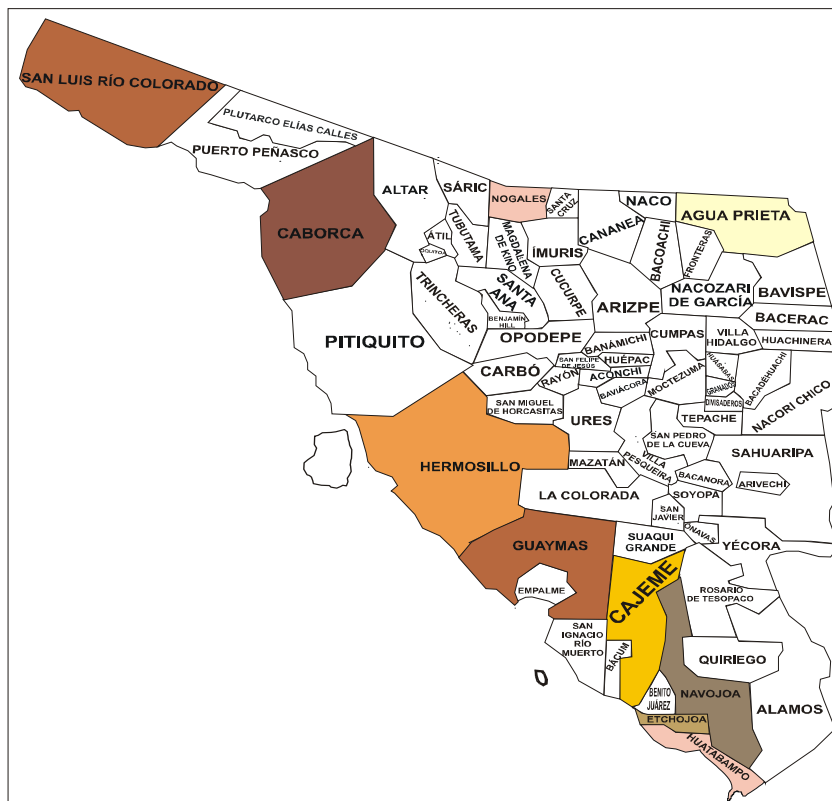 SAN LUIS RÍO COLORADO
PLUTARCO ELÍAS CALLES
PUERTO PEÑASCO
CABORCA
ALTAR
SÁRIC
NOGALES
SANTA
CRUZ
NACO
AGUA PRIETA
CANANEA
BACOACHI
FRONTERAS
ÁTIL
OQUITOA
TUBUTAMA
MAGDALENA
DE KINO
ÍMURIS
CUCURPE
TRINCHERAS
SANTA
ANA
BENJAMÍN
HILL
ARIZPE
NACOZARI
DE GARCÍA
BAVISPE
BACERAC
HUACHINERA
PITIQUITO
OPODEPE
BANÁMICHI
CUMPAS
VILLA
HIDALGO
CARBÓ
SAN FELIPE
DE JESÚS
HUÉPAC
RAYÓN
ACONCHI
BAVIÁCORA
MOCTEZUMA
HUÁSABAS
GRANADOS
DIVISADEROS
BACADÉHUACHI
NACORI CHICO
SAN MIGUEL
DE HORCASITAS
URES
TEPACHE
SAN PEDRO
DE LA CUEVA
SAHUARIPA
HERMOSILLO
MAZATÁN
VILLA
PESQUEIRA
BACANORA
ARIVECHI
LA COLORADA
SOYOPA
SAN
JAVIER
ÓNAVAS
YÉCORA
GUAYMAS
SUAQUI
GRANDE
CAJEME
EMPALME
ROSARIO
DE TESOPACO
SAN
IGNACIO
RÍO
MUERTO
BÁCUM
QUIRIEGO
BENITO
JUÁREZ
NAVOJOA
ALAMOS
ETCHOJOA
HUATABAMPO